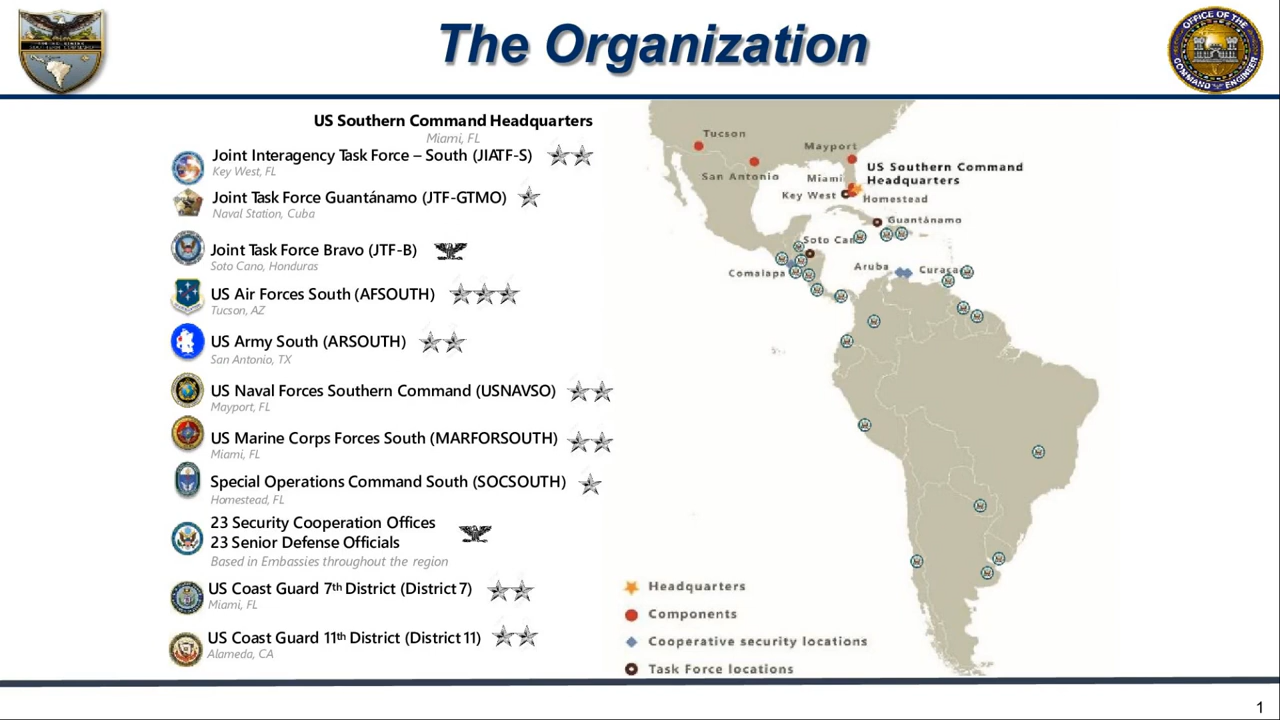 The Organization
OFFICE OF THE
COMMAND ENGINEER
US Southern Command Headquarters
Miami, FL
Joint Interagency Task Force – South (JIATF-S)
Key West, FL
Joint Task Force Guantánamo (JTF-GTMO)
Naval Station, Cuba
Joint Task Force Bravo (JTF-B)
Soto Cano, Honduras
US Air Forces South (AFSOUTH)
Tucson, AZ
US Army South (ARSOUTH)
San Antonio, TX
US Naval Forces Southern Command (USNAVSO)
Mayport, FL
US Marine Corps Forces South (MARFORSOUTH)
Miami, FL
Special Operations Command South (SOCSOUTH)
Homestead, FL
23 Security Cooperation Offices
23 Senior Defense Officials
Based in Embassies throughout the region
US Coast Guard 7th District (District 7)
Miami, FL
US Coast Guard 11th District (District 11)
Alameda, CA
Tucson
San Antonio
Mayport
US Southern Command
Headquarters
Miami
Key West
Homestead
Guantánamo
Soto Can
Comalapa
Aruba
Curaçao
Headquarters
Components
Cooperative security locations
Task Force locations
1